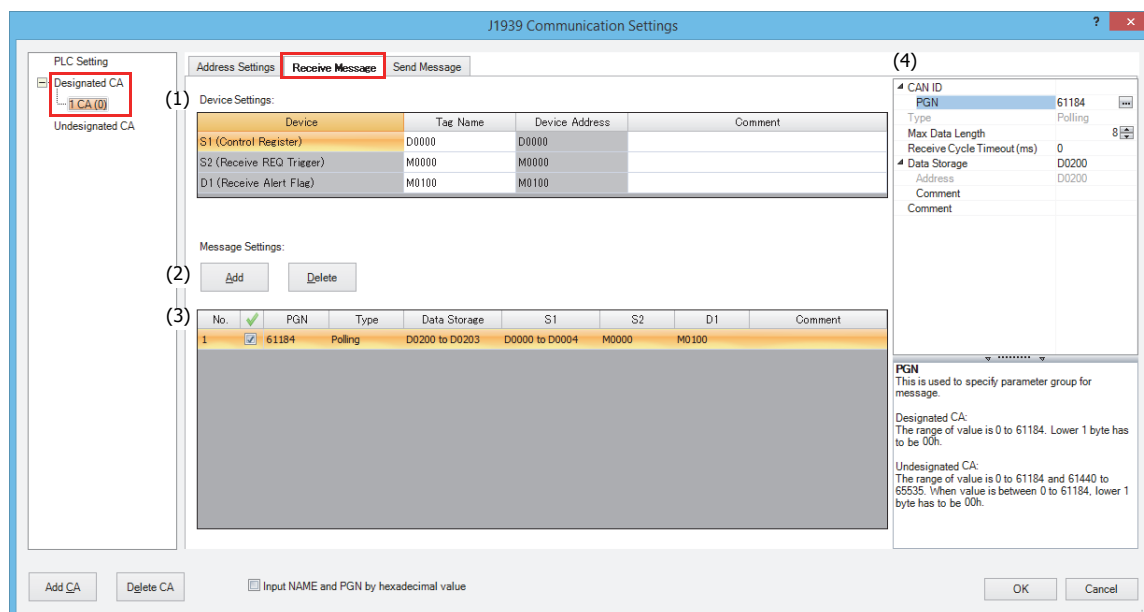 J1939 Communication Settings
? ×
PLC Setting
Designated CA
1 CA (0)
Undesignated CA
Address Settings Receive Message Send Message
(1) Device Settings:
Device Tag Name Device Address Comment
S1 (Control Register) D0000 D0000
S2 (Receive REQ Trigger) M0000 M0000
D1 (Receive Alert Flag) M0100 M0100
Message Settings:
(2) Add Delete
(3) No. PGN Type Data Storage S1 S2 D1 Comment
1 61184 Polling D0200 to D0203 D0000 to D0004 M0000 M0100
(4)
CAN ID
PGN 61184 ...
Type Polling
Max Data Length 8
Receive Cycle Timeout (ms) 0
Data Storage D0200
Address D0200
Comment
Comment
PGN
This is used to specify parameter group for
message.
Designated CA:
The range of value is 0 to 61184. Lower 1 byte has
to be 00h.
Undesignated CA:
The range of value is 0 to 61184 and 61440 to
65535. When value is between 0 to 61184, lower 1
byte has to be 00h.
Add CA Delete CA Input NAME and PGN by hexadecimal value OK Cancel